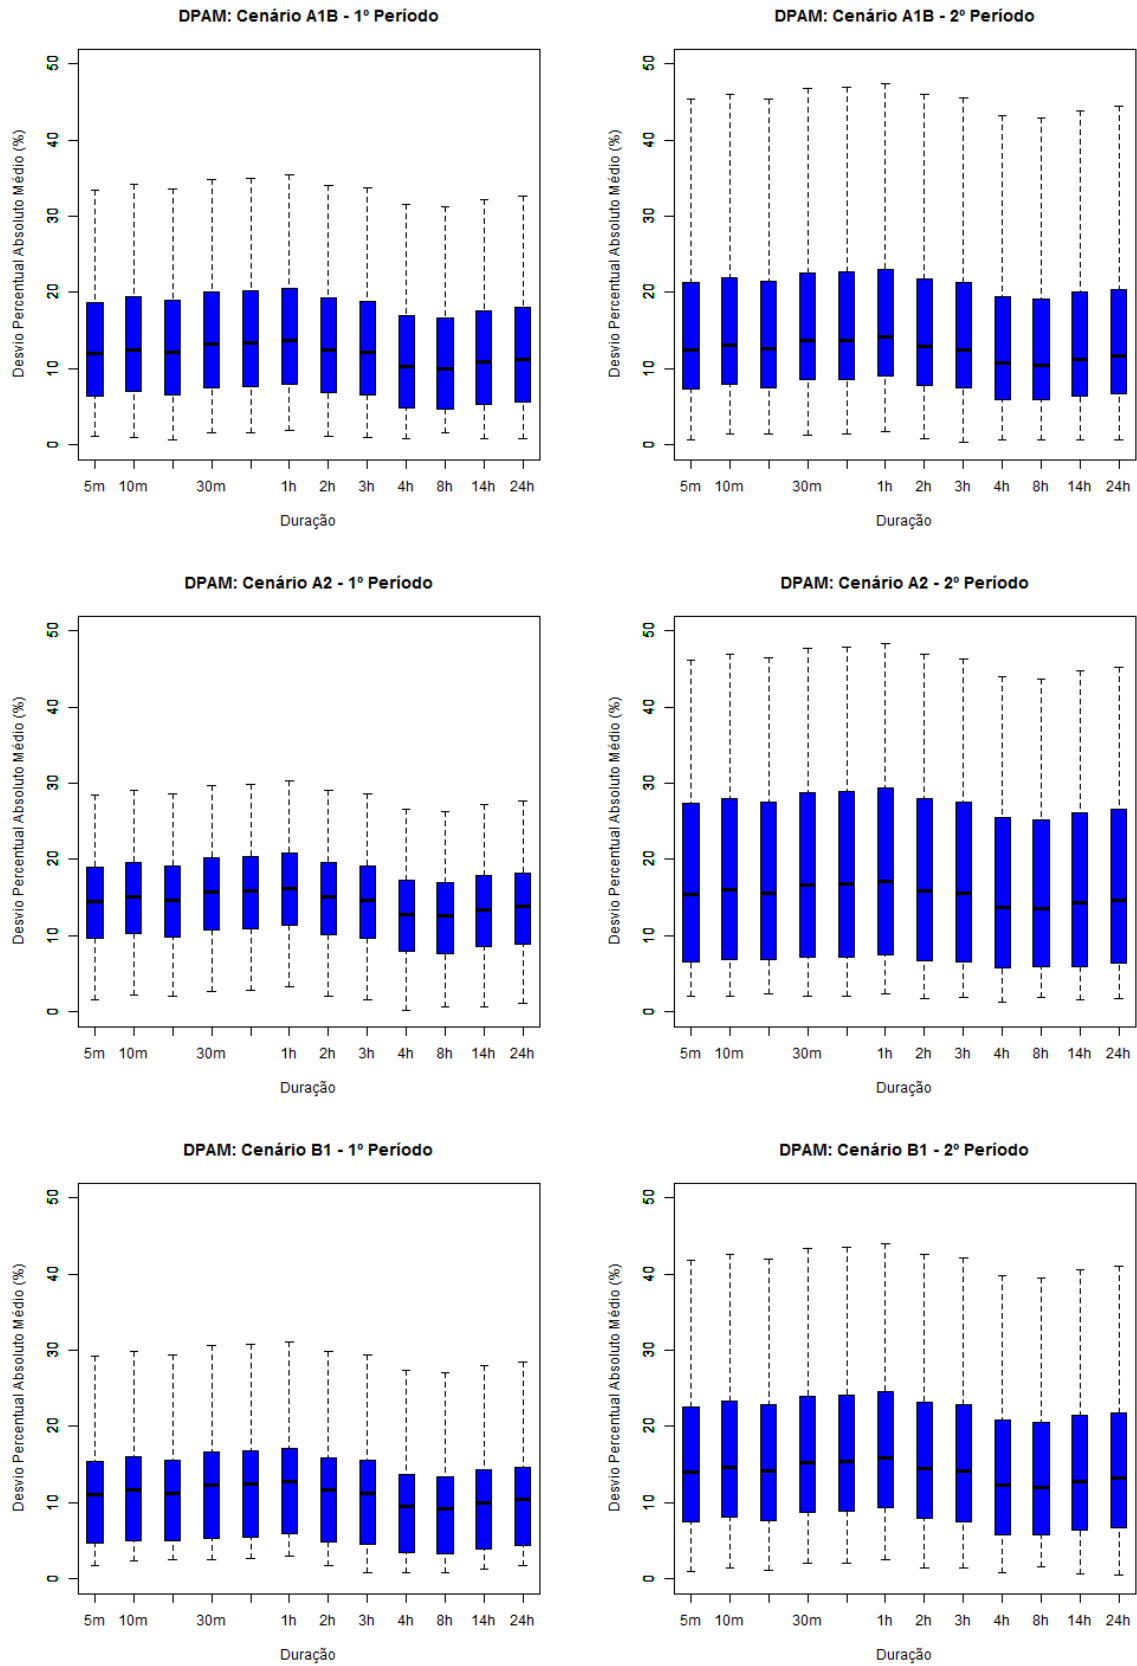 DPAM: Cenário A1B - 1º Período
Desvio Percentual Absoluto Médio (%)
50
40
30
20
10
0
5m 10m 30m 1h 2h 3h 4h 8h 14h 24h
Duração
DPAM: Cenário A1B - 2º Período
Desvio Percentual Absoluto Médio (%)
50
40
30
20
10
0
5m 10m 30m 1h 2h 3h 4h 8h 14h 24h
Duração
DPAM: Cenário A2 - 1º Período
Desvio Percentual Absoluto Médio (%)
50
40
30
20
10
0
5m 10m 30m 1h 2h 3h 4h 8h 14h 24h
Duração
DPAM: Cenário A2 - 2º Período
Desvio Percentual Absoluto Médio (%)
50
40
30
20
10
0
5m 10m 30m 1h 2h 3h 4h 8h 14h 24h
Duração
DPAM: Cenário B1 - 1º Período
Desvio Percentual Absoluto Médio (%)
50
40
30
20
10
0
5m 10m 30m 1h 2h 3h 4h 8h 14h 24h
Duração
DPAM: Cenário B1 - 2º Período
Desvio Percentual Absoluto Médio (%)
50
40
30
20
10
0
5m 10m 30m 1h 2h 3h 4h 8h 14h 24h
Duração